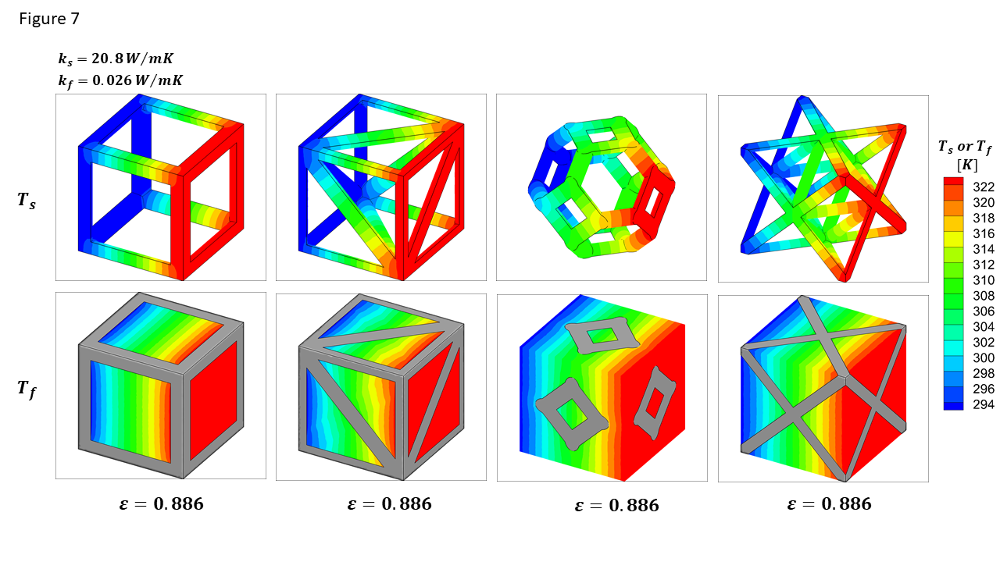 Figure 7
k_s = 20.8 W/mK
k_f = 0.026 W/mK
T_s
T_s or T_f
[K]
322
320
318
316
314
312
310
308
306
304
302
300
298
296
294
T_f
ε = 0.886
ε = 0.886
ε = 0.886
ε = 0.886